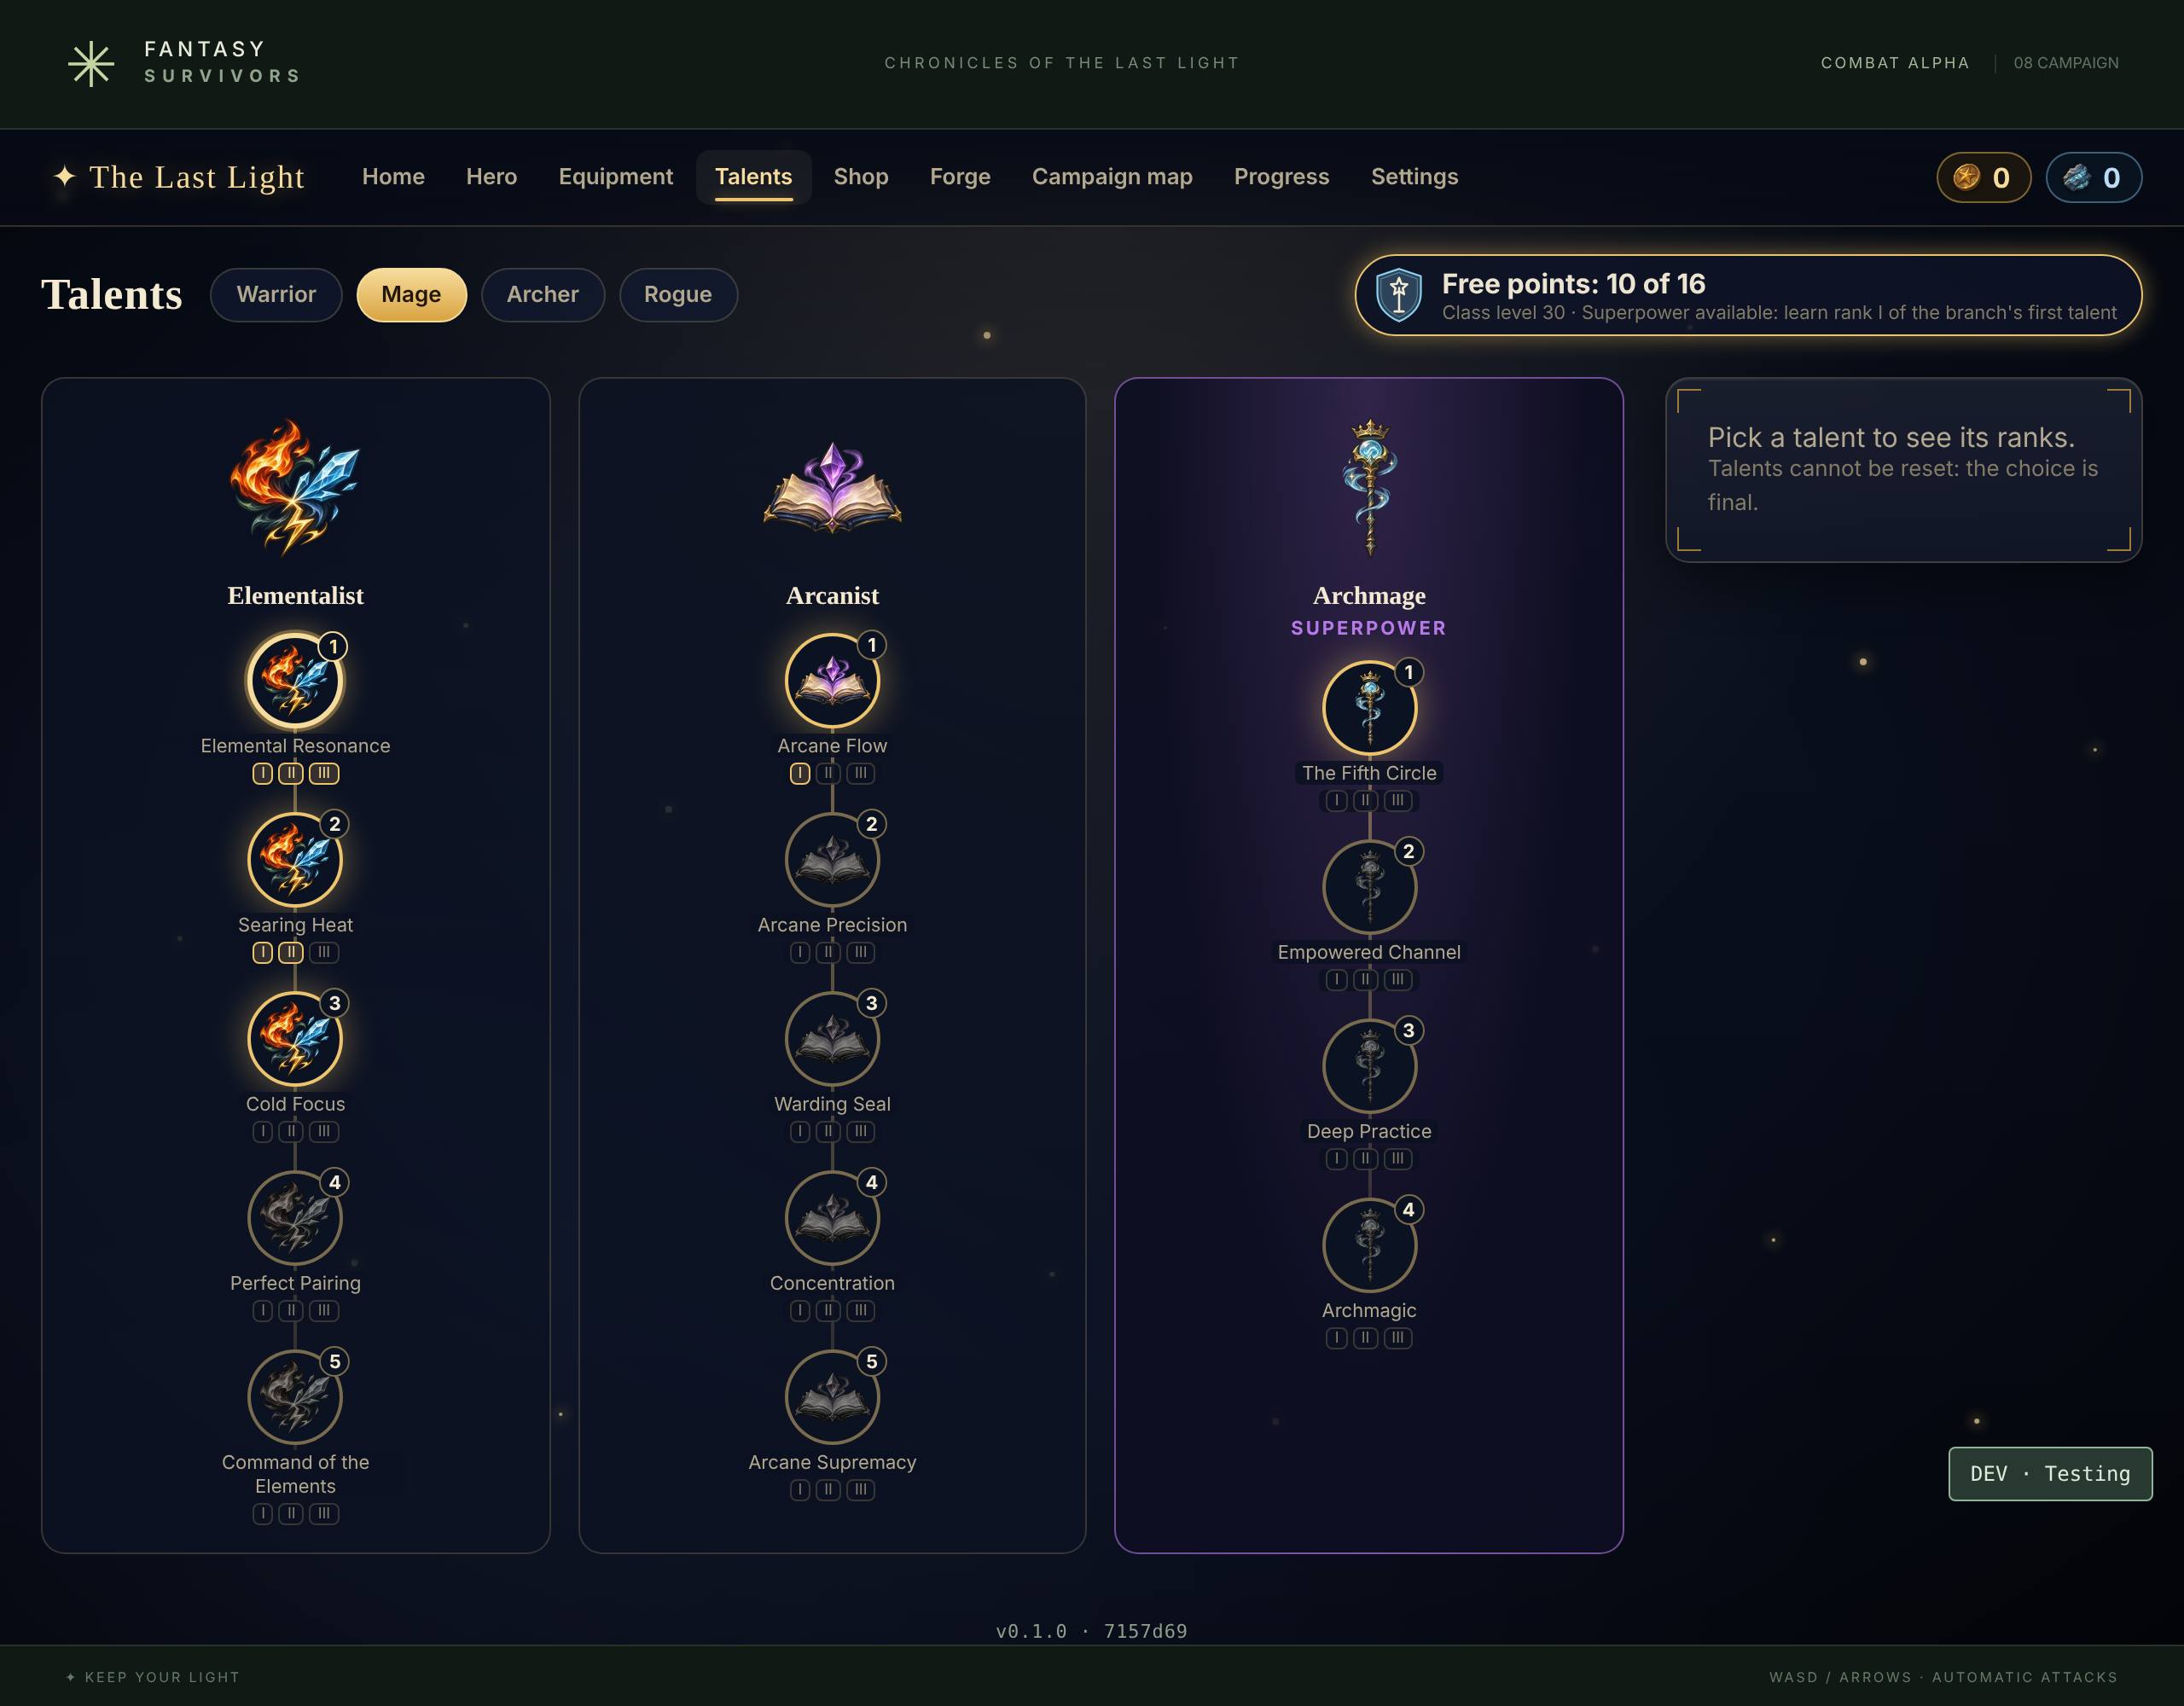 FANTASY
SURVIVORS
CHRONICLES OF THE LAST LIGHT
COMBAT ALPHA
08 CAMPAIGN
✦ The Last Light
Home
Hero
Equipment
Talents
Shop
Forge
Campaign map
Progress
Settings
0
0
Talents
Warrior
Mage
Archer
Rogue
Free points: 10 of 16
Class level 30 · Superpower available: learn rank I of the branch's first talent
Elementalist
1
Elemental Resonance
I II III
2
Searing Heat
I II III
3
Cold Focus
I II III
4
Perfect Pairing
I II III
5
Command of the
Elements
I II III
Arcanist
1
Arcane Flow
I II III
2
Arcane Precision
I II III
3
Warding Seal
I II III
4
Concentration
I II III
5
Arcane Supremacy
I II III
Archmage
SUPERPOWER
1
The Fifth Circle
I II III
2
Empowered Channel
I II III
3
Deep Practice
I II III
4
Archmagic
I II III
Pick a talent to see its ranks.
Talents cannot be reset: the choice is
final.
DEV · Testing
v0.1.0 · 7157d69
✦ KEEP YOUR LIGHT
WASD / ARROWS · AUTOMATIC ATTACKS